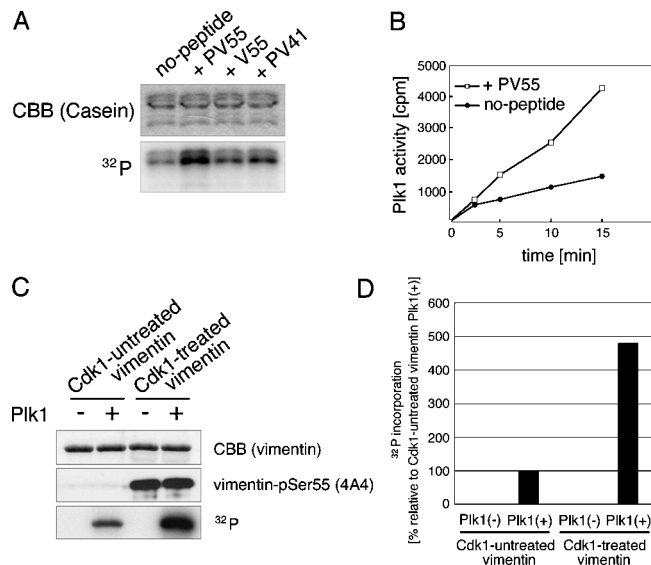 A
no-peptide
+ PV55
+ V55
+ PV41
CBB (Casein)
32P
B
+ PV55
no-peptide
Plk1 activity [cpm]
5000
4000
3000
2000
1000
0
5
10
15
time [min]
C
Cdk1-untreated
vimentin
Cdk1-treated
vimentin
Plk1
- + - +
CBB (vimentin)
vimentin-pSer55 (4A4)
32P
D
32P incorporation
[% relative to Cdk1-untreated vimentin Plk1(+)]
600
500
400
300
200
100
0
Plk1(-) Plk1(+) Plk1(-) Plk1(+)
Cdk1-untreated
vimentin
Cdk1-treated
vimentin